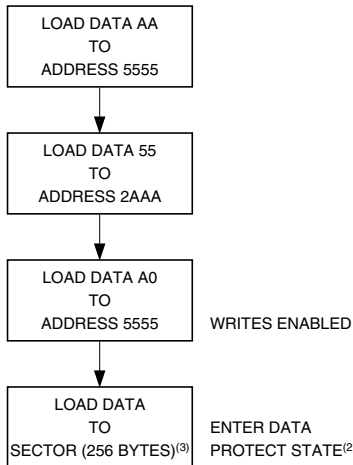 LOAD DATA AA
TO
ADDRESS 5555
LOAD DATA 55
TO
ADDRESS 2AAA
LOAD DATA A0
TO
ADDRESS 5555
WRITES ENABLED
LOAD DATA
TO
SECTOR (256 BYTES)(3)
ENTER DATA
PROTECT STATE(2